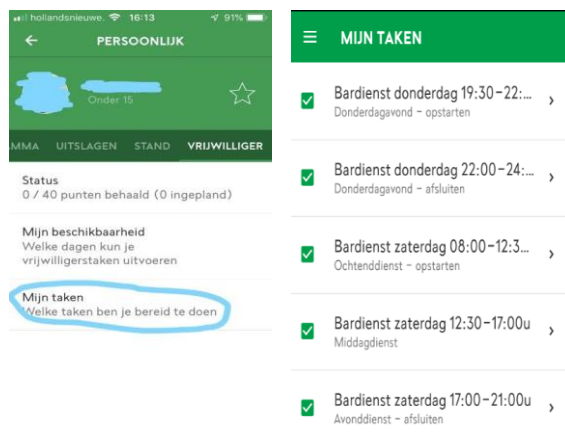 hollandsnieuwe. 16:13 91%
PERSOONLIJK
Onder 15
MMA UITSLAGEN STAND VRIJWILLIGER
Status
0 / 40 punten behaald (0 ingepland)
Mijn beschikbaarheid
Welke dagen kun je
vrijwilligerstaken uitvoeren
Mijn taken
Welke taken ben je bereid te doen
MIJN TAKEN
Bardienst donderdag 19:30-22:...
Donderdagavond - opstarten
Bardienst donderdag 22:00-24:...
Donderdagavond - afsluiten
Bardienst zaterdag 08:00-12:3...
Ochtenddienst - opstarten
Bardienst zaterdag 12:30-17:00u
Middagdienst
Bardienst zaterdag 17:00-21:00u
Avonddienst - afsluiten